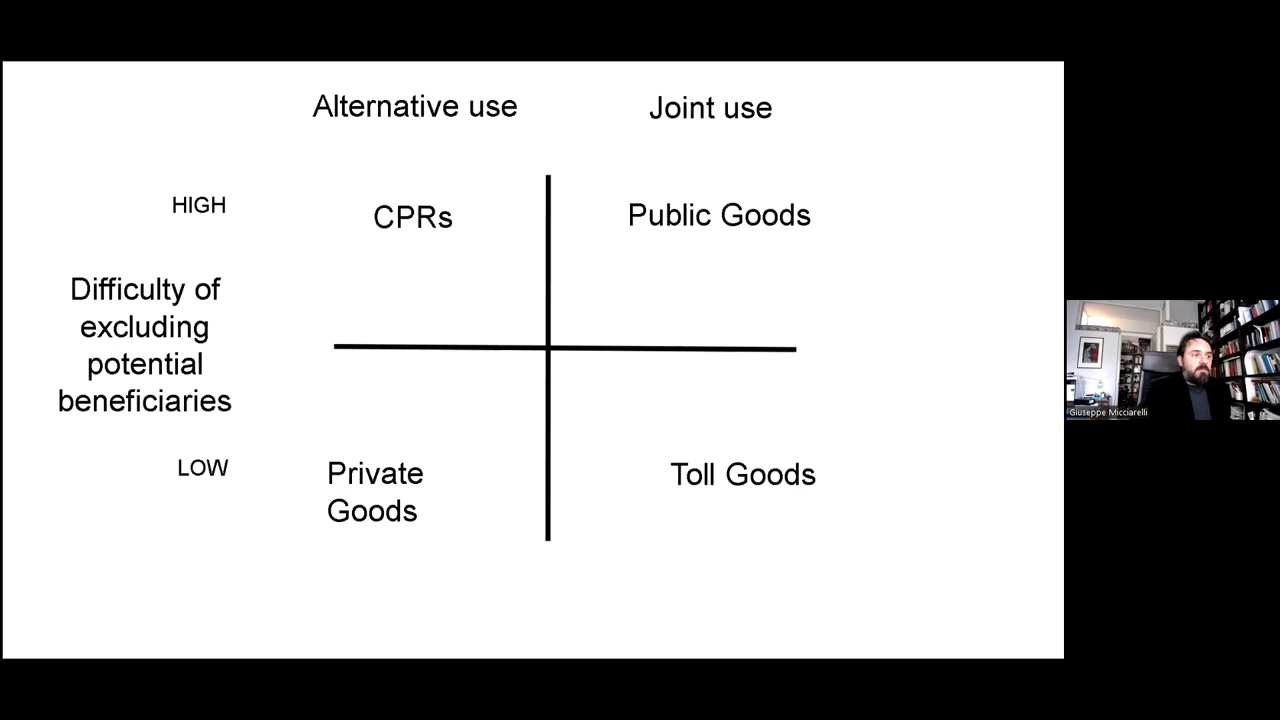 Alternative use
Joint use
HIGH
CPRs
Public Goods
Difficulty of
excluding
potential
beneficiaries
LOW
Private
Goods
Toll Goods
Giuseppe Micciarelli